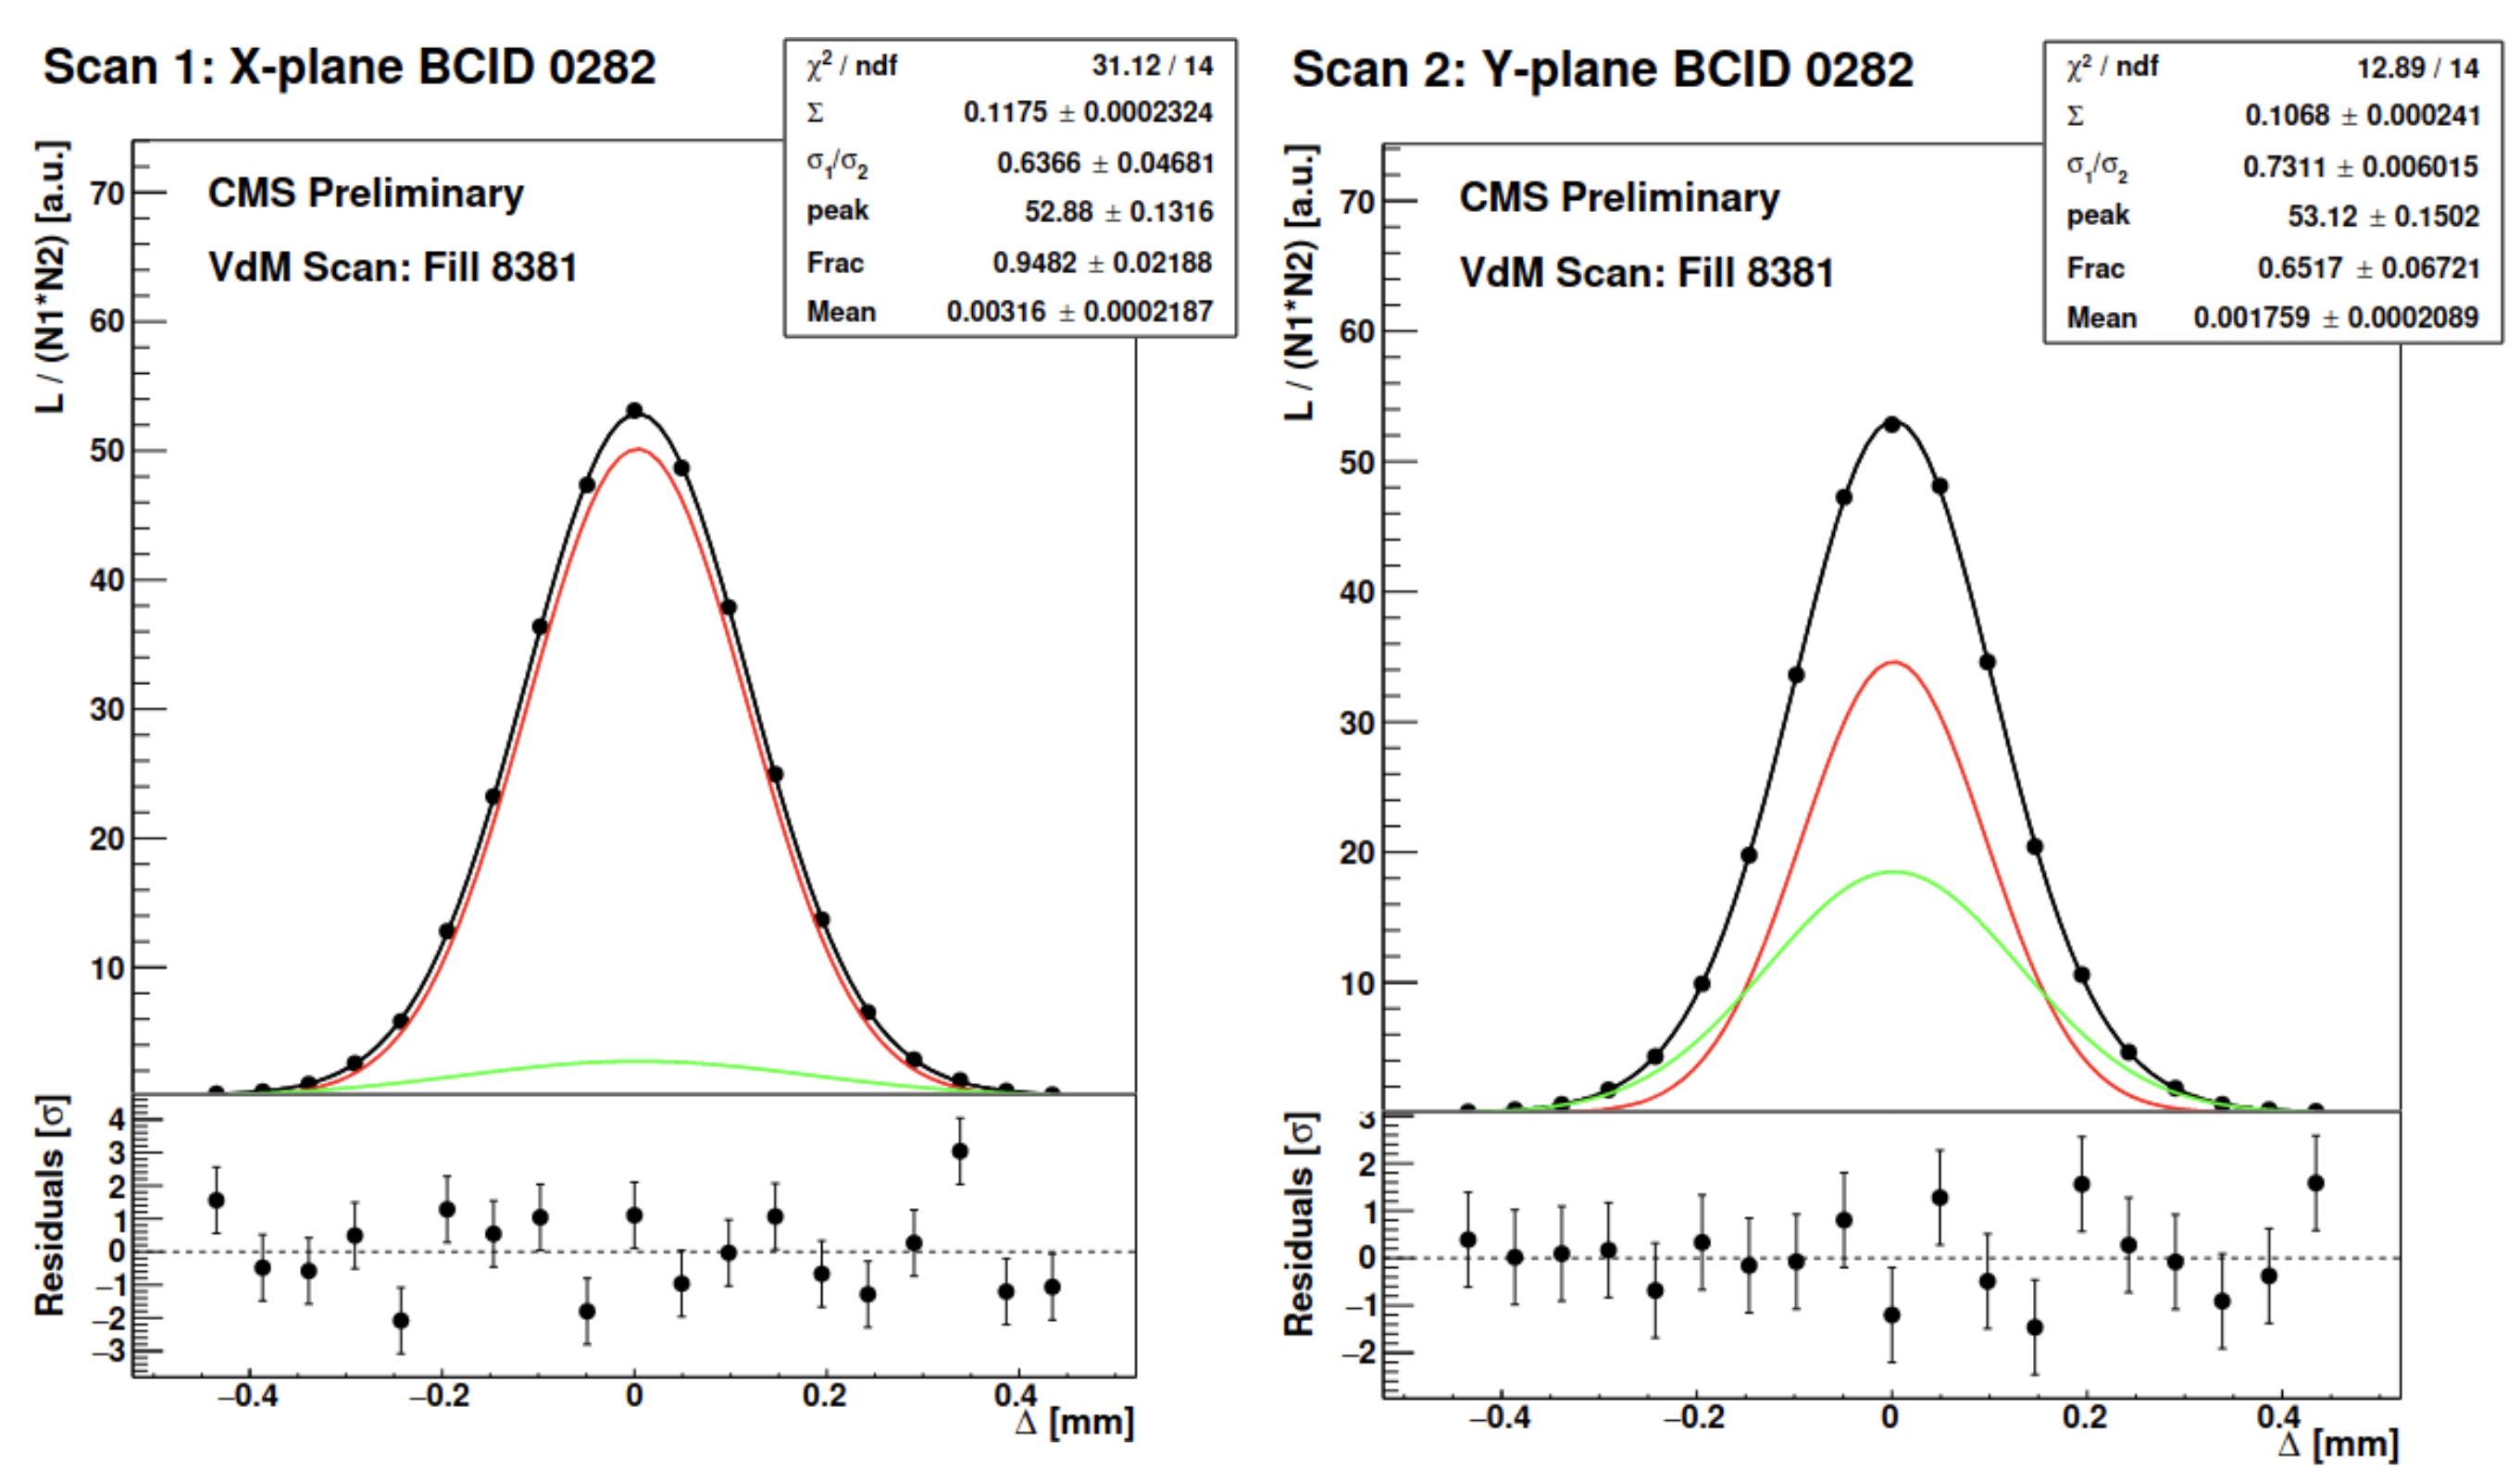 Scan 1: X-plane BCID 0282
χ² / ndf 31.12 / 14
Σ 0.1175 ± 0.0002324
σ₁/σ₂ 0.6366 ± 0.04681
peak 52.88 ± 0.1316
Frac 0.9482 ± 0.02188
Mean 0.00316 ± 0.0002187
CMS Preliminary
VdM Scan: Fill 8381
L / (N1*N2) [a.u.]
70
60
50
40
30
20
10
Residuals [σ]
4
3
2
1
0
−1
−2
−3
−0.4 −0.2 0 0.2 0.4
Δ [mm]
Scan 2: Y-plane BCID 0282
χ² / ndf 12.89 / 14
Σ 0.1068 ± 0.000241
σ₁/σ₂ 0.7311 ± 0.006015
peak 53.12 ± 0.1502
Frac 0.6517 ± 0.06721
Mean 0.001759 ± 0.0002089
CMS Preliminary
VdM Scan: Fill 8381
L / (N1*N2) [a.u.]
70
60
50
40
30
20
10
Residuals [σ]
3
2
1
0
−1
−2
−0.4 −0.2 0 0.2 0.4
Δ [mm]